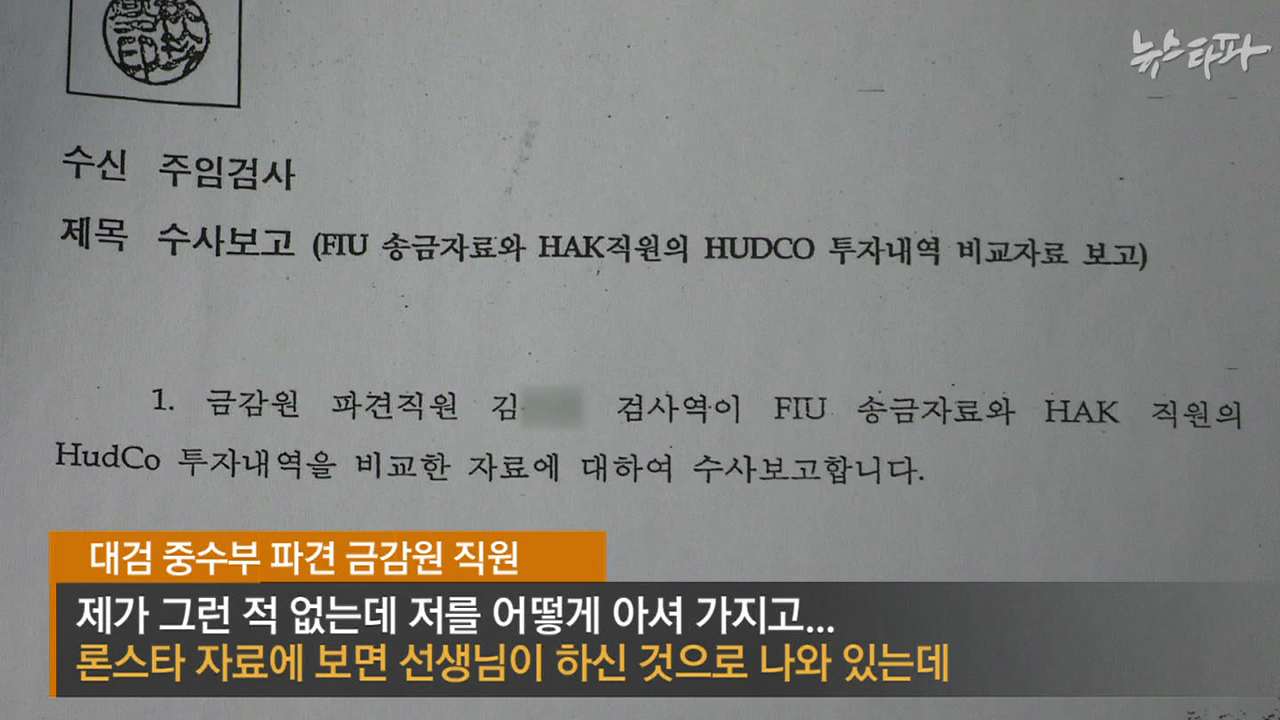 뉴스타파
수신 주임검사
제목 수사보고 (FIU 송금자료와 HAK직원의 HUDCO 투자내역 비교자료 보고)
1. 금감원 파견직원 김 검사역이 FIU 송금자료와 HAK 직원의
HudCo 투자내역을 비교한 자료에 대하여 수사보고합니다.
대검 중수부 파견 금감원 직원
제가 그런 적 없는데 저를 어떻게 아셔 가지고...
론스타 자료에 보면 선생님이 하신 것으로 나와 있는데